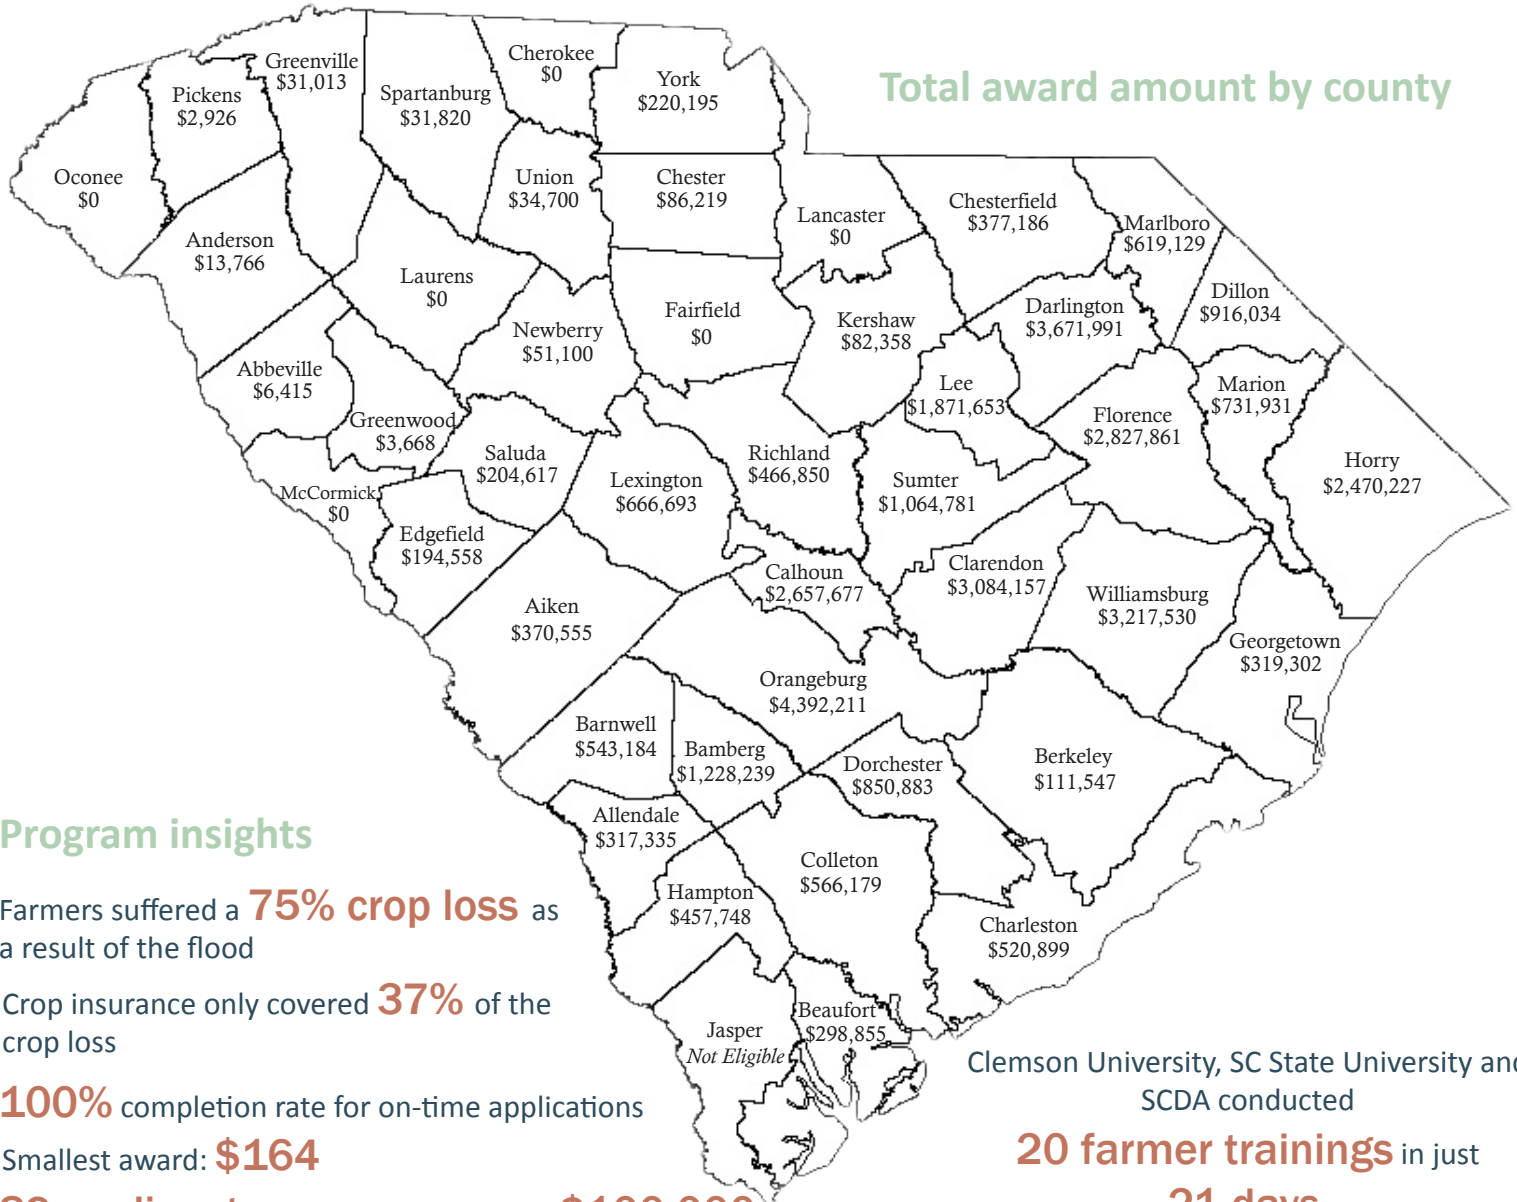 Total award amount by county
Greenville
$31,013
Cherokee
$0
York
$220,195
Pickens
$2,926
Spartanburg
$31,820
Oconee
$0
Union
$34,700
Chester
$86,219
Lancaster
$0
Chesterfield
$377,186
Marlboro
$619,129
Anderson
$13,766
Laurens
$0
Dillon
$916,034
Newberry
$51,100
Fairfield
$0
Kershaw
$82,358
Darlington
$3,671,991
Abbeville
$6,415
Lee
$1,871,653
Marion
$731,931
Greenwood
$3,668
Florence
$2,827,861
Saluda
$204,617
Richland
$466,850
Horry
$2,470,227
Lexington
$666,693
Sumter
$1,064,781
McCormick
$0
Edgefield
$194,558
Calhoun
$2,657,677
Clarendon
$3,084,157
Williamsburg
$3,217,530
Aiken
$370,555
Georgetown
$319,302
Orangeburg
$4,392,211
Barnwell
$543,184
Bamberg
$1,228,239
Dorchester
$850,883
Berkeley
$111,547
Allendale
$317,335
Colleton
$566,179
Hampton
$457,748
Charleston
$520,899
Jasper
Not Eligible
Beaufort
$298,855
Program insights
Farmers suffered a 75% crop loss as
a result of the flood
Crop insurance only covered 37% of the
crop loss
100% completion rate for on-time applications
Smallest award: $164
Clemson University, SC State University and
SCDA conducted
20 farmer trainings in just
21 days